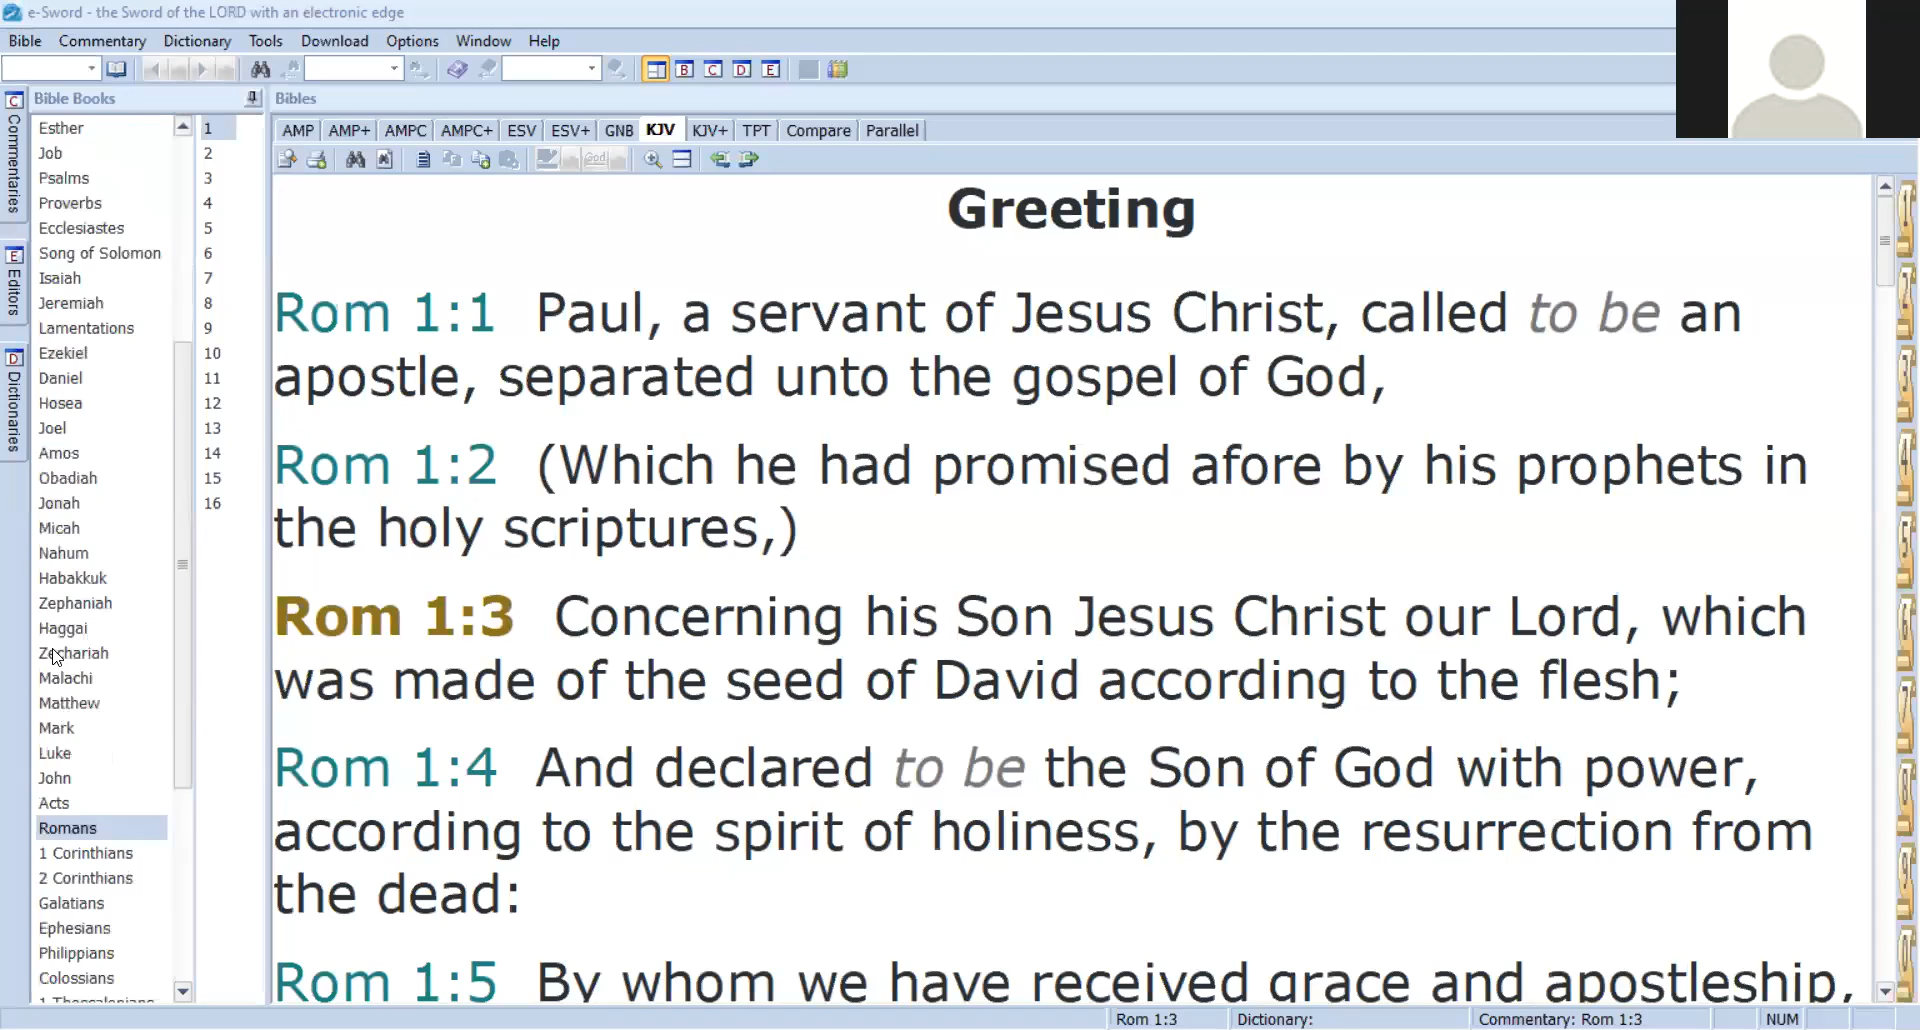 e-Sword - the Sword of the LORD with an electronic edge
Bible Commentary Dictionary Tools Download Options Window Help
B C D E
C Commentaries
E Editors
D Dictionaries
Bible Books
Esther
Job
Psalms
Proverbs
Ecclesiastes
Song of Solomon
Isaiah
Jeremiah
Lamentations
Ezekiel
Daniel
Hosea
Joel
Amos
Obadiah
Jonah
Micah
Nahum
Habakkuk
Zephaniah
Haggai
Zechariah
Malachi
Matthew
Mark
Luke
John
Acts
Romans
1 Corinthians
2 Corinthians
Galatians
Ephesians
Philippians
Colossians
1 Thessalonians
1
2
3
4
5
6
7
8
9
10
11
12
13
14
15
16
Bibles
AMP AMP+ AMPC AMPC+ ESV ESV+ GNB KJV KJV+ TPT Compare Parallel
God
Greeting
Rom 1:1 Paul, a servant of Jesus Christ, called to be an
apostle, separated unto the gospel of God,
Rom 1:2 (Which he had promised afore by his prophets in
the holy scriptures,)
Rom 1:3 Concerning his Son Jesus Christ our Lord, which
was made of the seed of David according to the flesh;
Rom 1:4 And declared to be the Son of God with power,
according to the spirit of holiness, by the resurrection from
the dead:
Rom 1:5 By whom we have received grace and apostleship,
Rom 1:3 Dictionary: Commentary: Rom 1:3 NUM